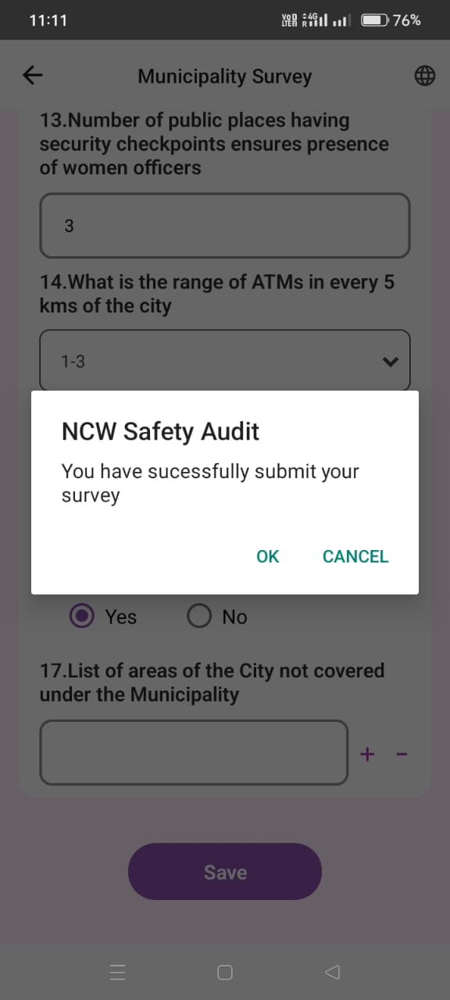 11:11
VoD LTE 4G R 76%
Municipality Survey
13.Number of public places having
security checkpoints ensures presence
of women officers
3
14.What is the range of ATMs in every 5
kms of the city
1-3
NCW Safety Audit
You have sucessfully submit your
survey
OK CANCEL
Yes No
17.List of areas of the City not covered
under the Municipality
+ -
Save